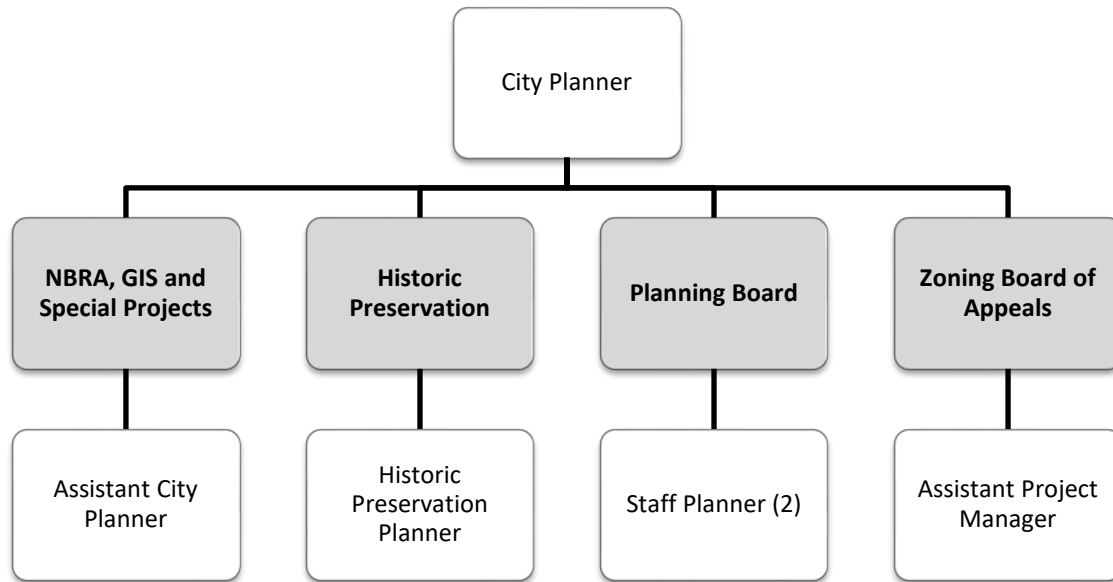 City Planner
NBRA, GIS and
Special Projects
Historic
Preservation
Planning Board
Zoning Board of
Appeals
Assistant City
Planner
Historic
Preservation
Planner
Staff Planner (2)
Assistant Project
Manager